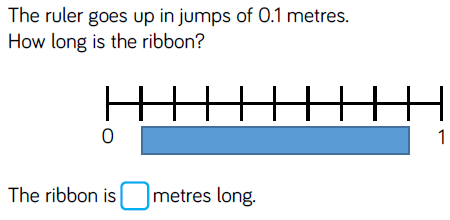 The ruler goes up in jumps of 0.1 metres.
How long is the ribbon?
0 1
The ribbon is metres long.